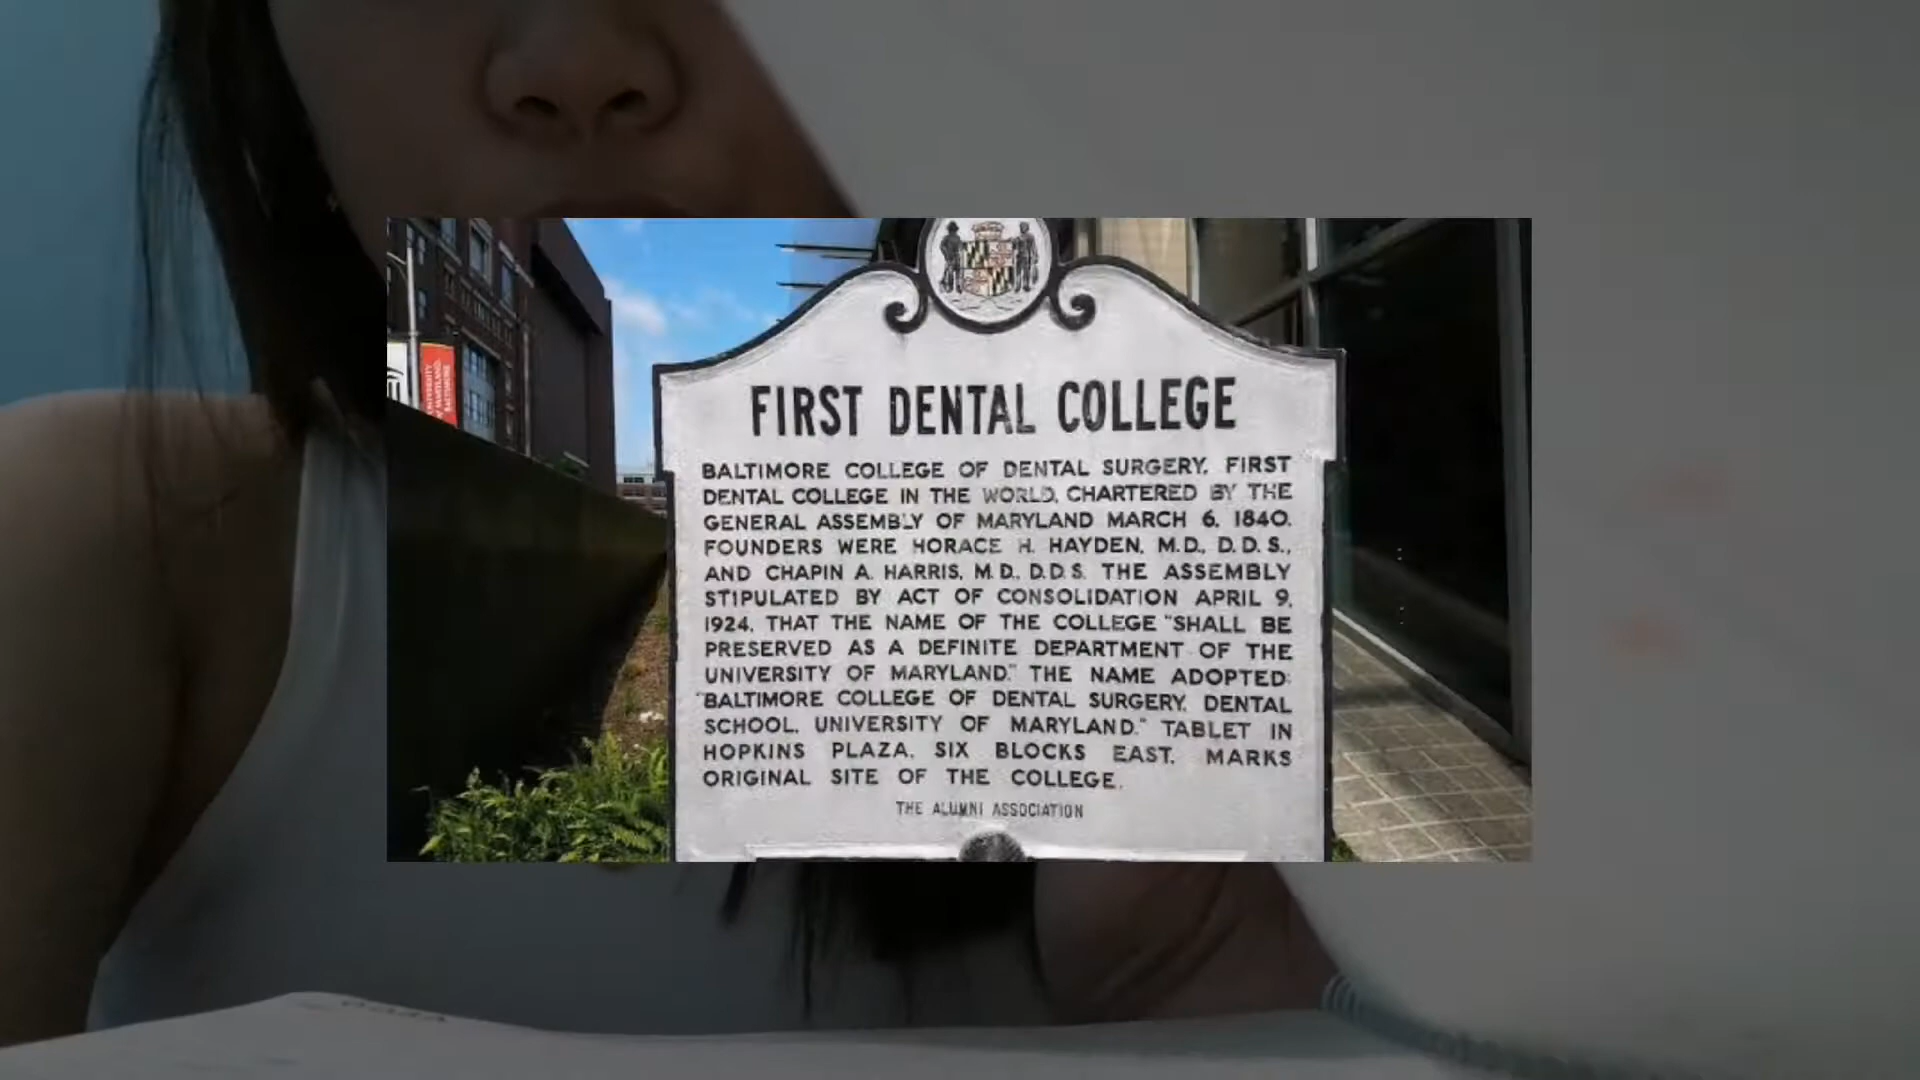 FIRST DENTAL COLLEGE
BALTIMORE COLLEGE OF DENTAL SURGERY, FIRST
DENTAL COLLEGE IN THE WORLD, CHARTERED BY THE
GENERAL ASSEMBLY OF MARYLAND MARCH 6, 1840.
FOUNDERS WERE HORACE H. HAYDEN, M.D., D.D.S.,
AND CHAPIN A. HARRIS, M.D., D.D.S. THE ASSEMBLY
STIPULATED BY ACT OF CONSOLIDATION APRIL 9,
1924, THAT THE NAME OF THE COLLEGE "SHALL BE
PRESERVED AS A DEFINITE DEPARTMENT OF THE
UNIVERSITY OF MARYLAND." THE NAME ADOPTED:
"BALTIMORE COLLEGE OF DENTAL SURGERY, DENTAL
SCHOOL, UNIVERSITY OF MARYLAND." TABLET IN
HOPKINS PLAZA, SIX BLOCKS EAST, MARKS
ORIGINAL SITE OF THE COLLEGE.
THE ALUMNI ASSOCIATION
UNIVERSITY
OF MARYLAND
BALTIMORE